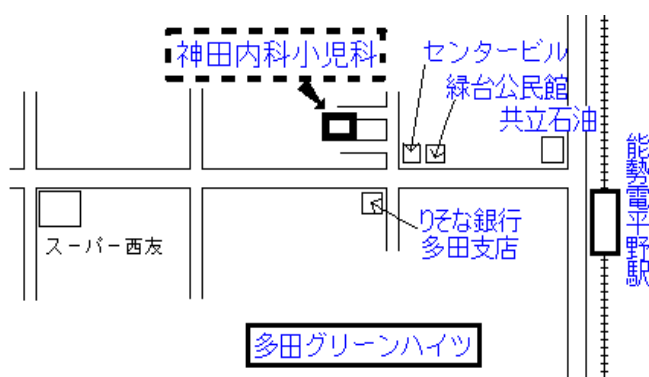 神田内科小児科
センタービル
緑台公民館
共立石油
能勢電平野駅
スーパー西友
りそな銀行
多田支店
多田グリーンハイツ